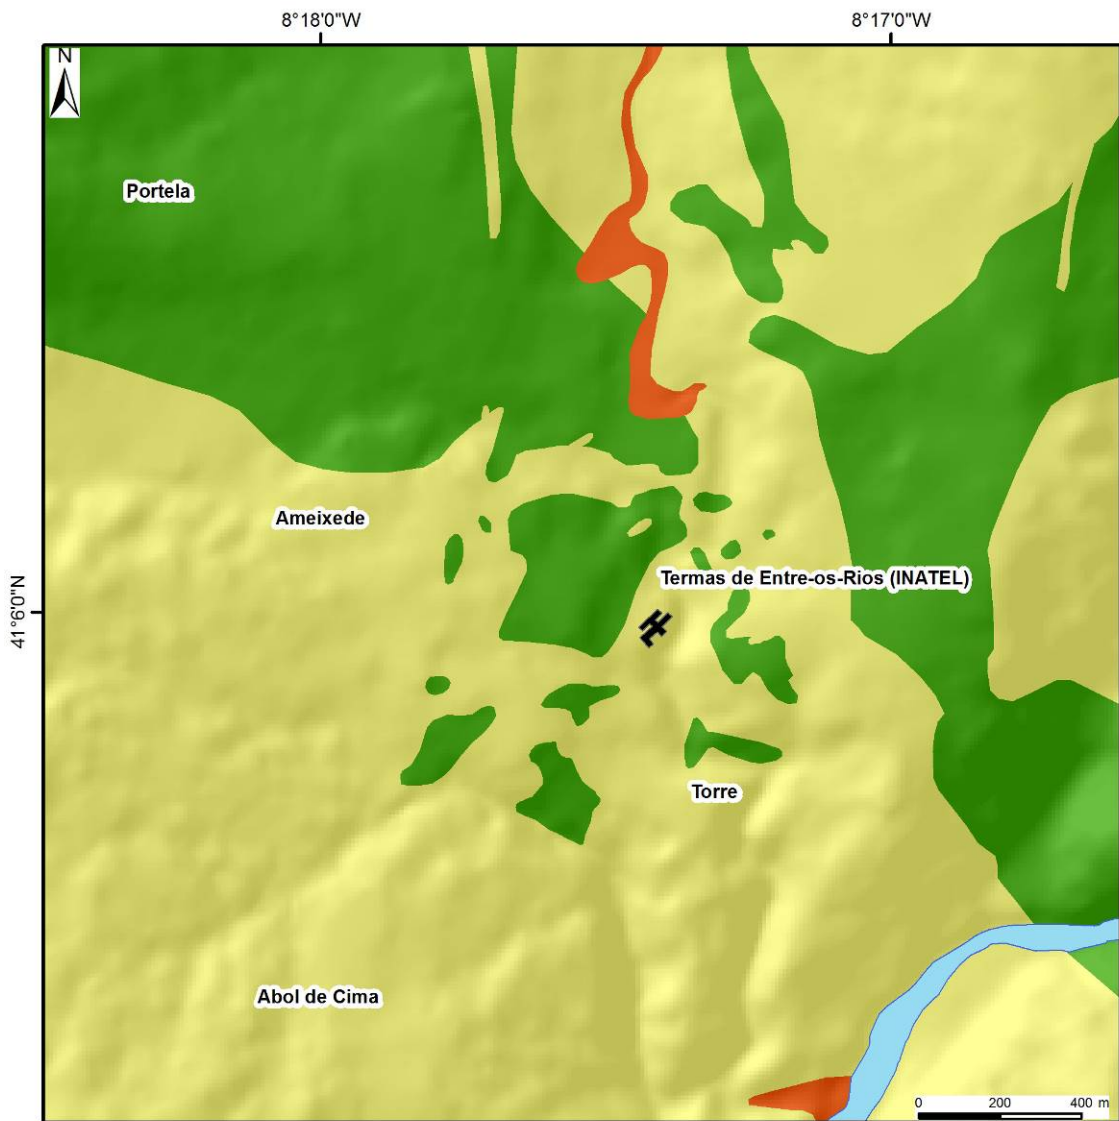 8°18'0"W
8°17'0"W
N
Portela
Ameixede
Termas de Entre-os-Rios (INATEL)
41°6'0"N
Torre
Abol de Cima
0 200 400 m